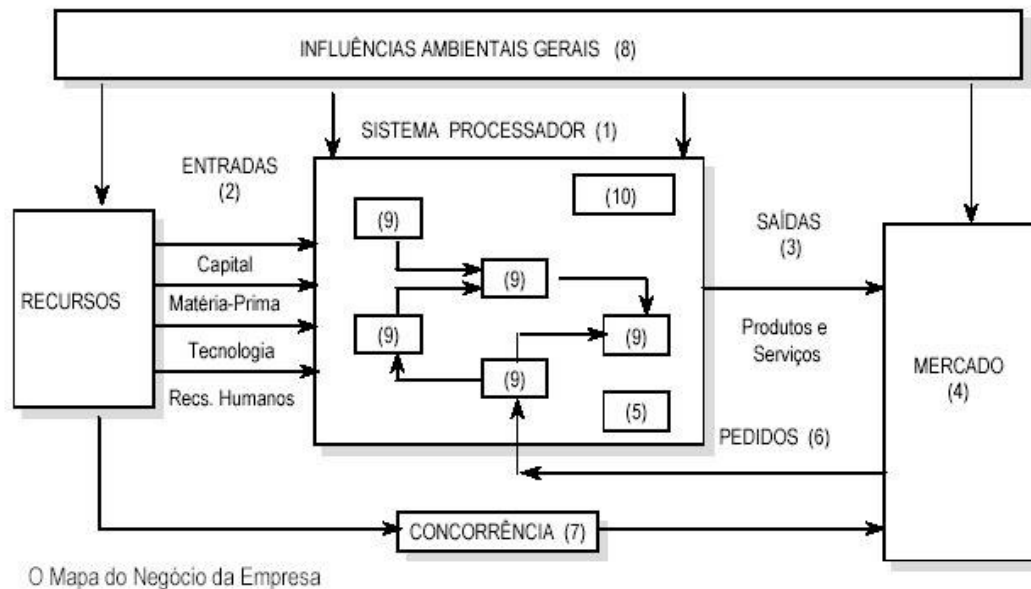 INFLUÊNCIAS AMBIENTAIS GERAIS (8)
SISTEMA PROCESSADOR (1)
ENTRADAS
(2)
(10)
(9)
SAÍDAS
(3)
Capital
(9)
RECURSOS
Matéria-Prima
(9)
(9)
Produtos e
Serviços
Tecnologia
(9)
MERCADO
(4)
Recs. Humanos
(5)
PEDIDOS (6)
CONCORRÊNCIA (7)
O Mapa do Negócio da Empresa